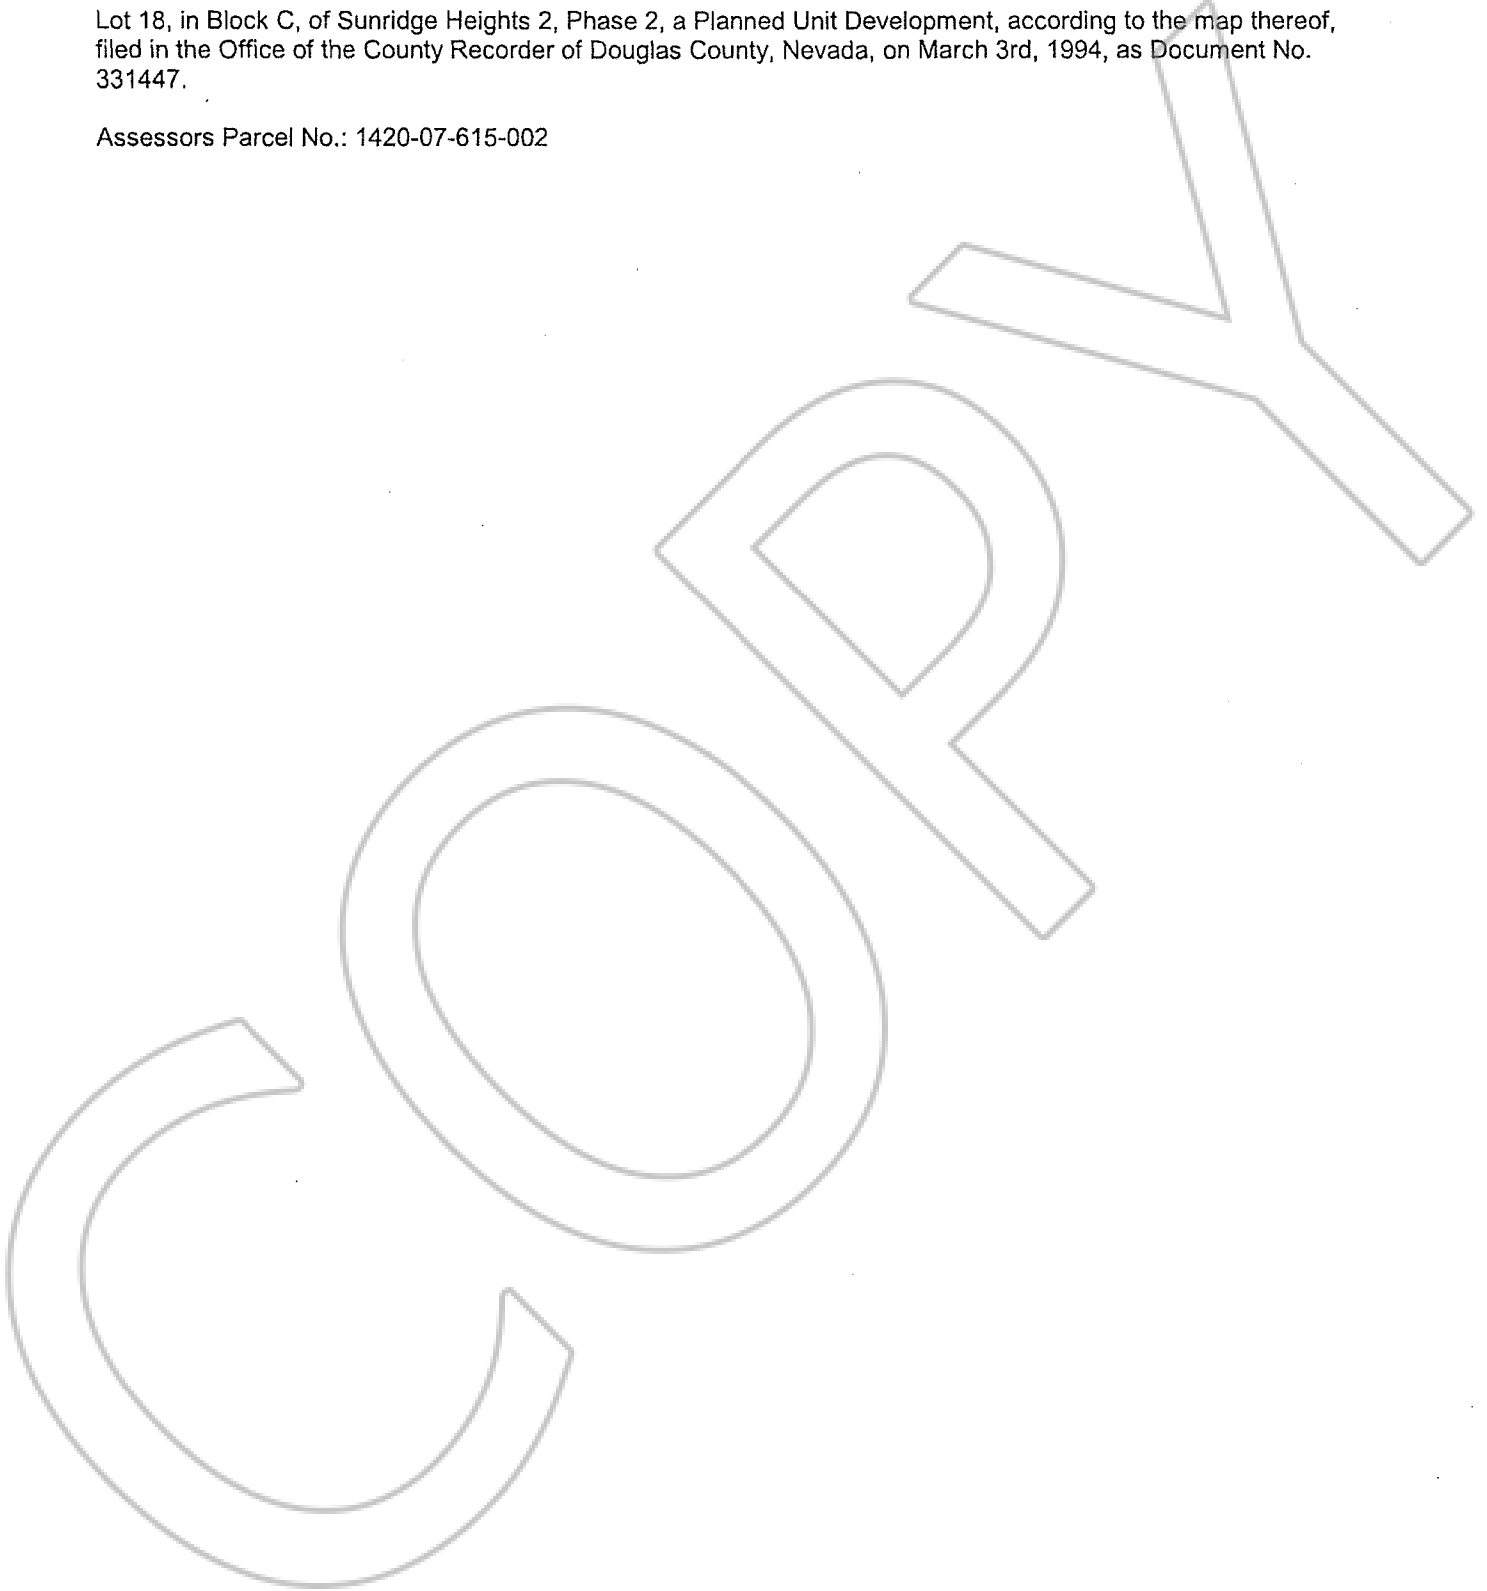 Lot 18, in Block C, of Sunridge Heights 2, Phase 2, a Planned Unit Development, according to the map thereof,
filed in the Office of the County Recorder of Douglas County, Nevada, on March 3rd, 1994, as Document No.
331447.
Assessors Parcel No.: 1420-07-615-002
COPY